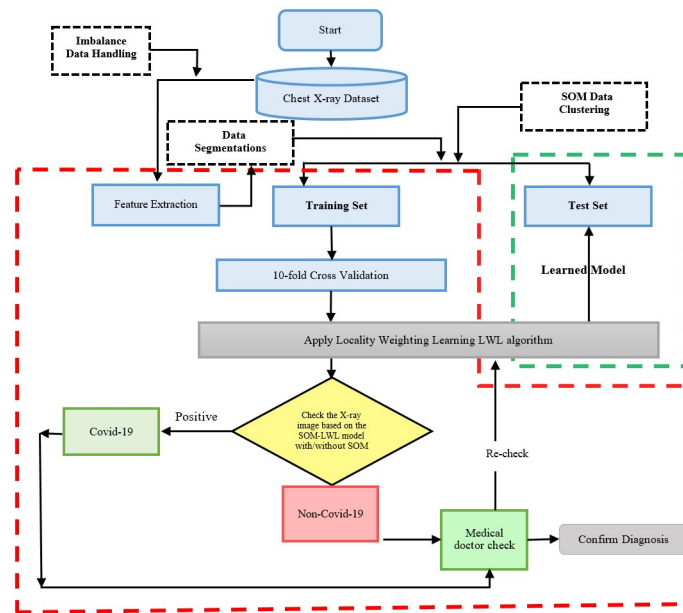 Start
Imbalance
Data Handling
Chest X-ray Dataset
SOM Data
Clustering
Data
Segmentations
Feature Extraction
Training Set
Test Set
10-fold Cross Validation
Learned Model
Apply Locality Weighting Learning LWL algorithm
Check the X-ray
image based on the
SOM-LWL model
with/without SOM
Positive
Covid-19
Re-check
Non-Covid-19
Medical
doctor check
Confirm Diagnosis